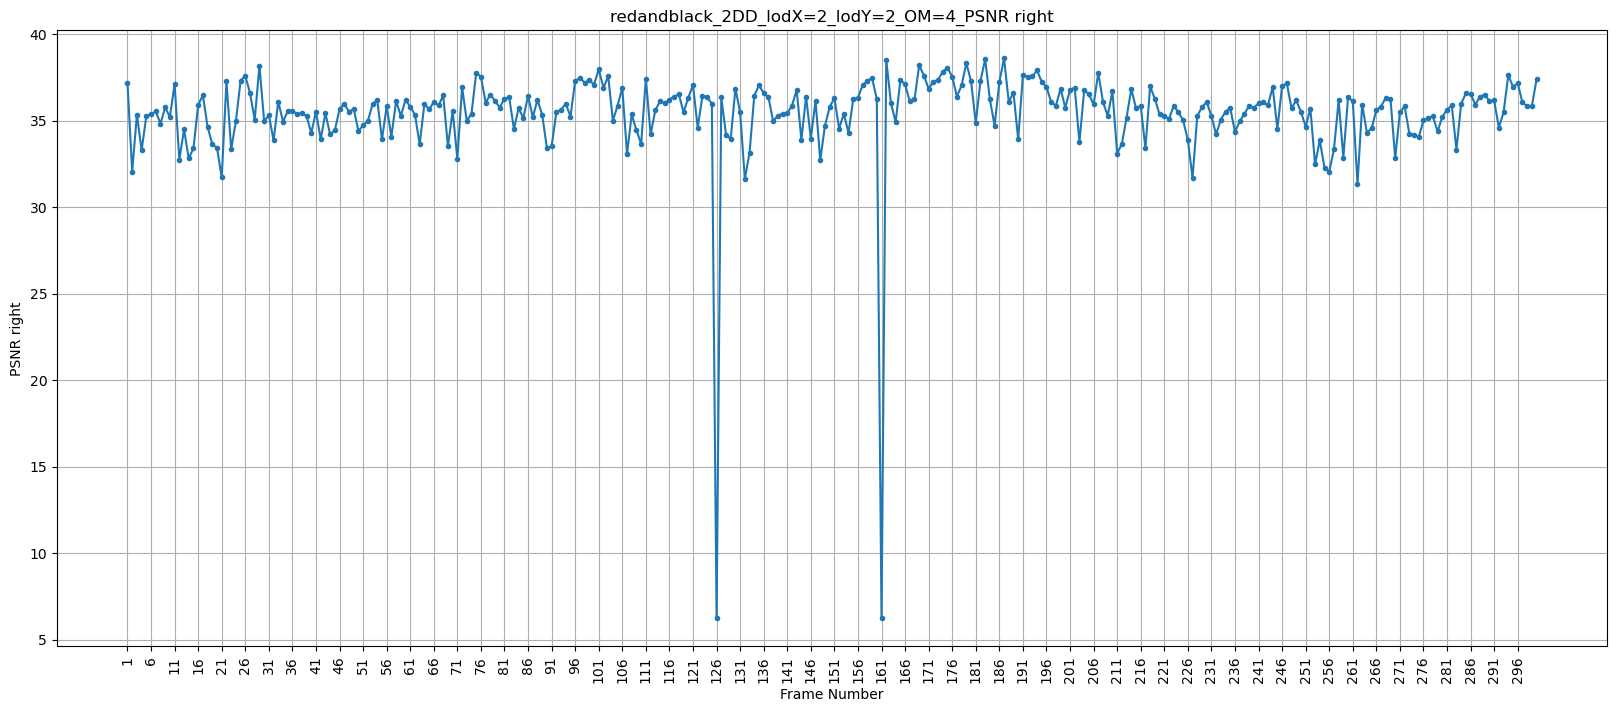 redandblack_2DD_lodX=2_lodY=2_OM=4_PSNR right
40
35
30
25
20
15
10
5
PSNR right
1 6 11 16 21 26 31 36 41 46 51 56 61 66 71 76 81 86 91 96 101 106 111 116 121 126 131 136 141 146 151 156 161 166 171 176 181 186 191 196 201 206 211 216 221 226 231 236 241 246 251 256 261 266 271 276 281 286 291 296
Frame Number